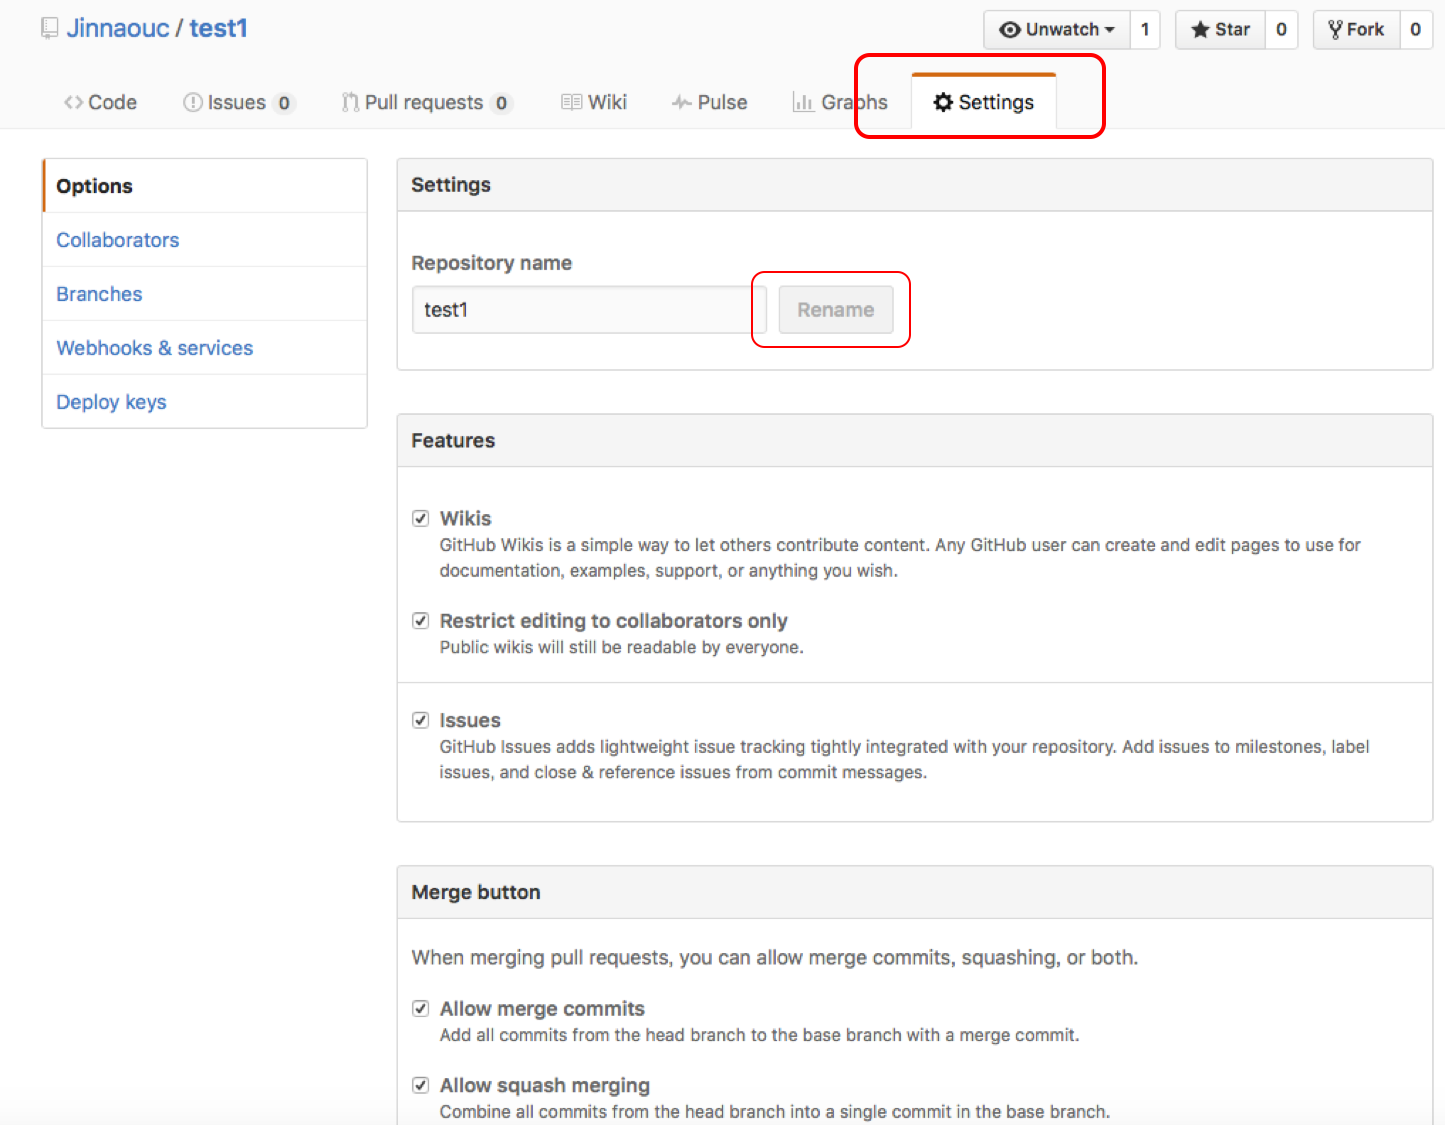 Jinnaouc / test1
Unwatch 1 Star 0 Fork 0
Code Issues 0 Pull requests 0 Wiki Pulse Graphs Settings
Options
Collaborators
Branches
Webhooks & services
Deploy keys
Settings
Repository name
test1 Rename
Features
Wikis
GitHub Wikis is a simple way to let others contribute content. Any GitHub user can create and edit pages to use for
documentation, examples, support, or anything you wish.
Restrict editing to collaborators only
Public wikis will still be readable by everyone.
Issues
GitHub Issues adds lightweight issue tracking tightly integrated with your repository. Add issues to milestones, label
issues, and close & reference issues from commit messages.
Merge button
When merging pull requests, you can allow merge commits, squashing, or both.
Allow merge commits
Add all commits from the head branch to the base branch with a merge commit.
Allow squash merging
Combine all commits from the head branch into a single commit in the base branch.